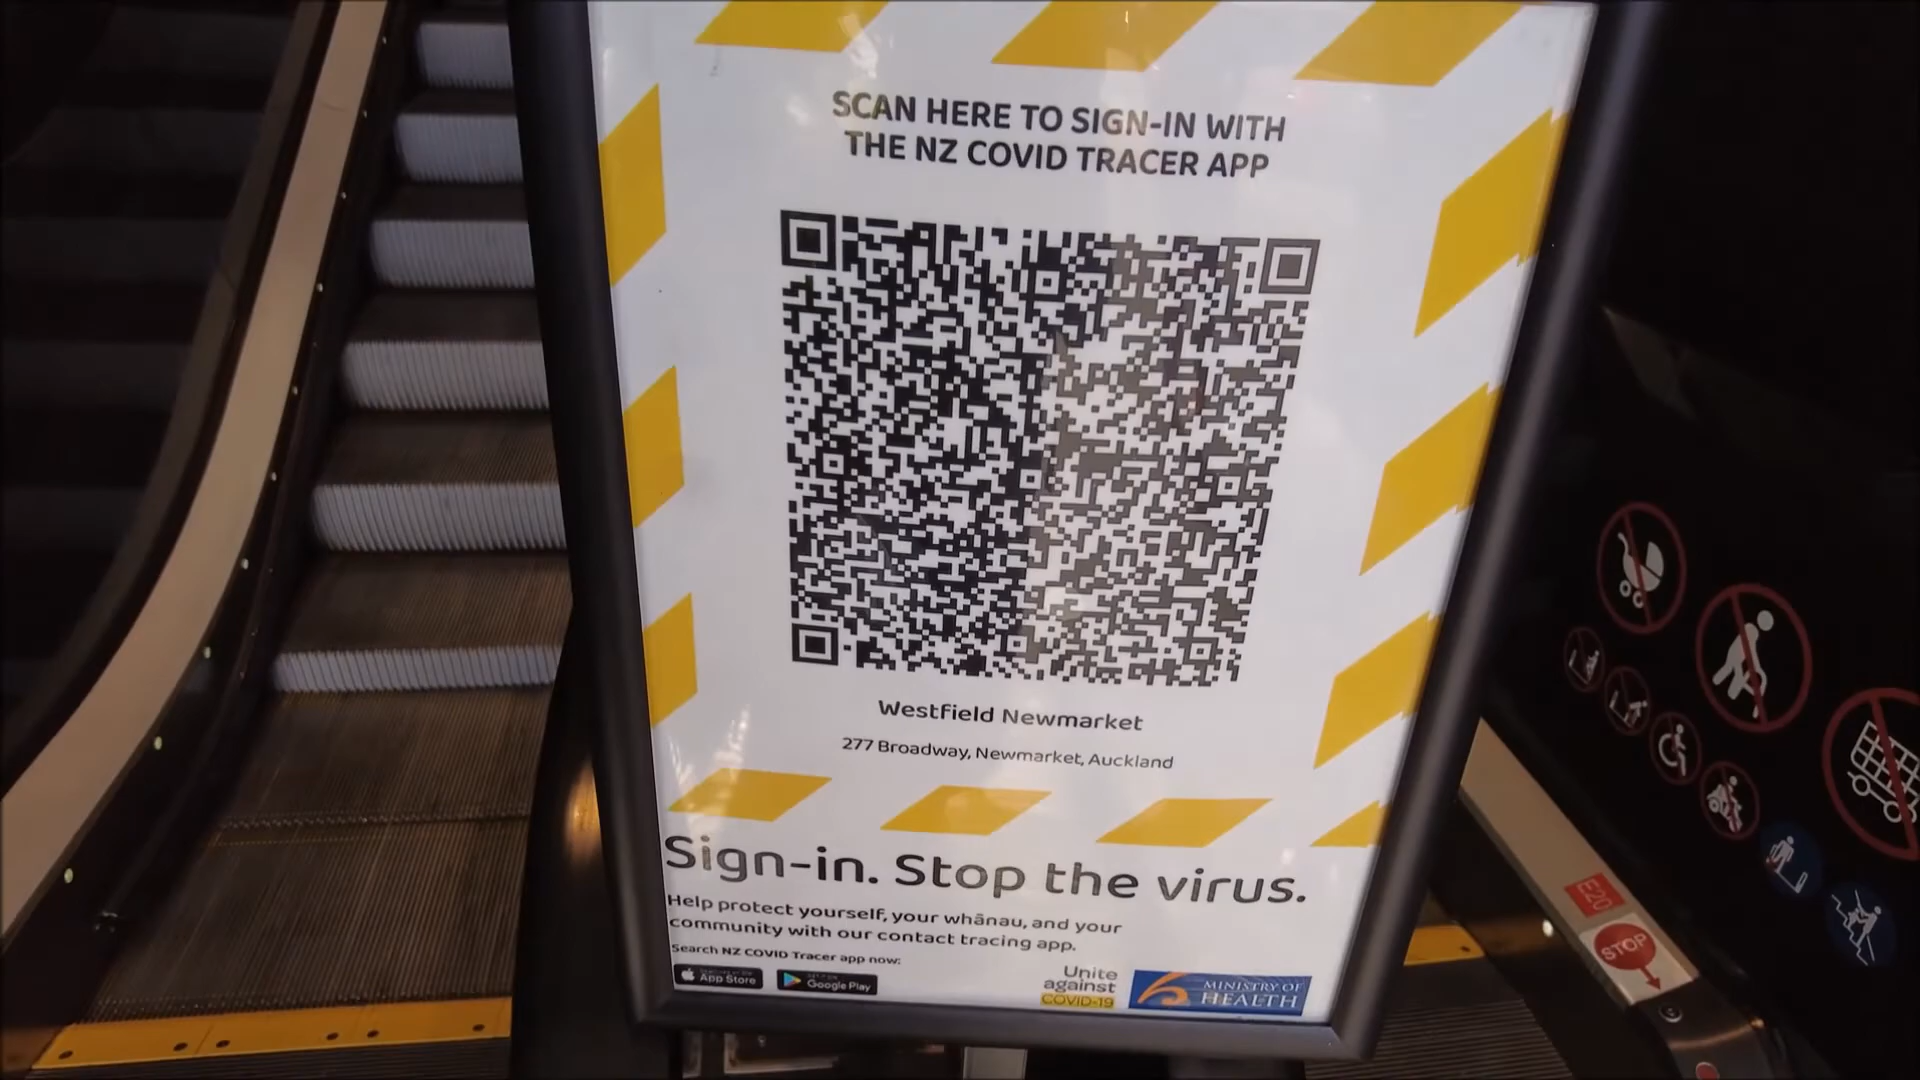 SCAN HERE TO SIGN-IN WITH
THE NZ COVID TRACER APP
Westfield Newmarket
277 Broadway, Newmarket, Auckland
Sign-in. Stop the virus.
Help protect yourself, your whānau, and your
community with our contact tracing app.
Search NZ COVID Tracer app now:
App Store
Google Play
Unite
against
COVID-19
MINISTRY OF
HEALTH
E20
STOP